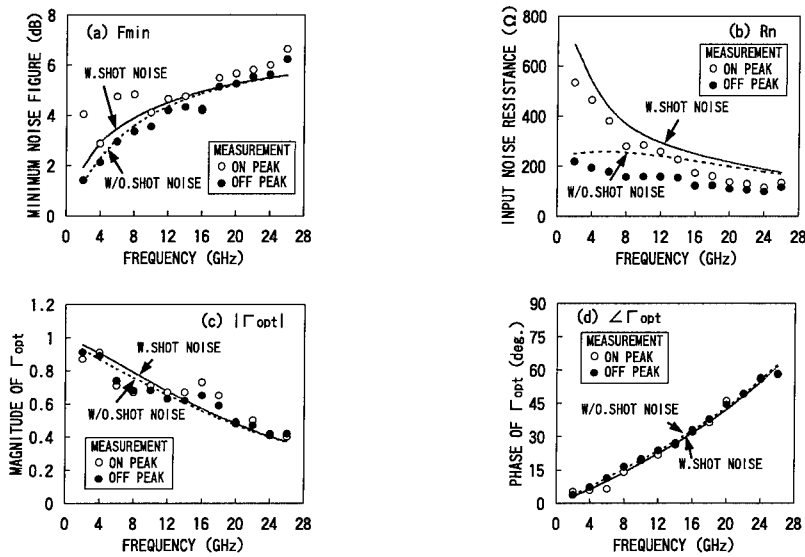 (a) Fmin
MINIMUM NOISE FIGURE (dB)
8
6
4
2
0
W.SHOT NOISE
W/O.SHOT NOISE
MEASUREMENT
○ ON PEAK
● OFF PEAK
0 4 8 12 16 20 24 28
FREQUENCY (GHz)
(b) Rn
INPUT NOISE RESISTANCE (Ω)
800
600
400
200
0
MEASUREMENT
○ ON PEAK
● OFF PEAK
W.SHOT NOISE
W/O.SHOT NOISE
0 4 8 12 16 20 24 28
FREQUENCY (GHz)
(c) |Γopt|
MAGNITUDE OF Γopt
1.2
1
0.8
0.6
0.4
0.2
0
W.SHOT NOISE
W/O.SHOT NOISE
MEASUREMENT
○ ON PEAK
● OFF PEAK
0 4 8 12 16 20 24 28
FREQUENCY (GHz)
(d) ∠Γopt
PHASE OF Γopt (deg.)
90
75
60
45
30
15
0
MEASUREMENT
○ ON PEAK
● OFF PEAK
W/O.SHOT NOISE
W.SHOT NOISE
0 4 8 12 16 20 24 28
FREQUENCY (GHz)